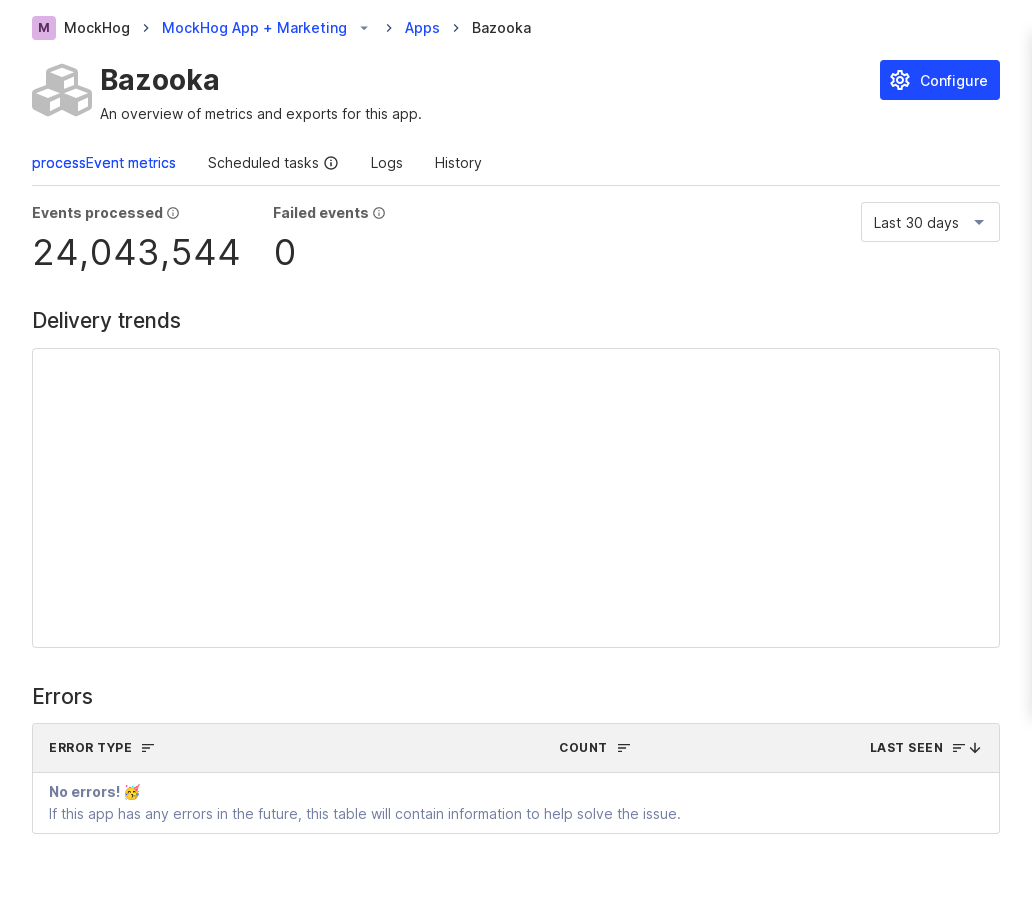 M MockHog MockHog App + Marketing Apps Bazooka
Bazooka
Configure
An overview of metrics and exports for this app.
processEvent metrics Scheduled tasks Logs History
Events processed Failed events
Last 30 days
24,043,544 0
Delivery trends
Errors
ERROR TYPE COUNT LAST SEEN
No errors! 🥳
If this app has any errors in the future, this table will contain information to help solve the issue.